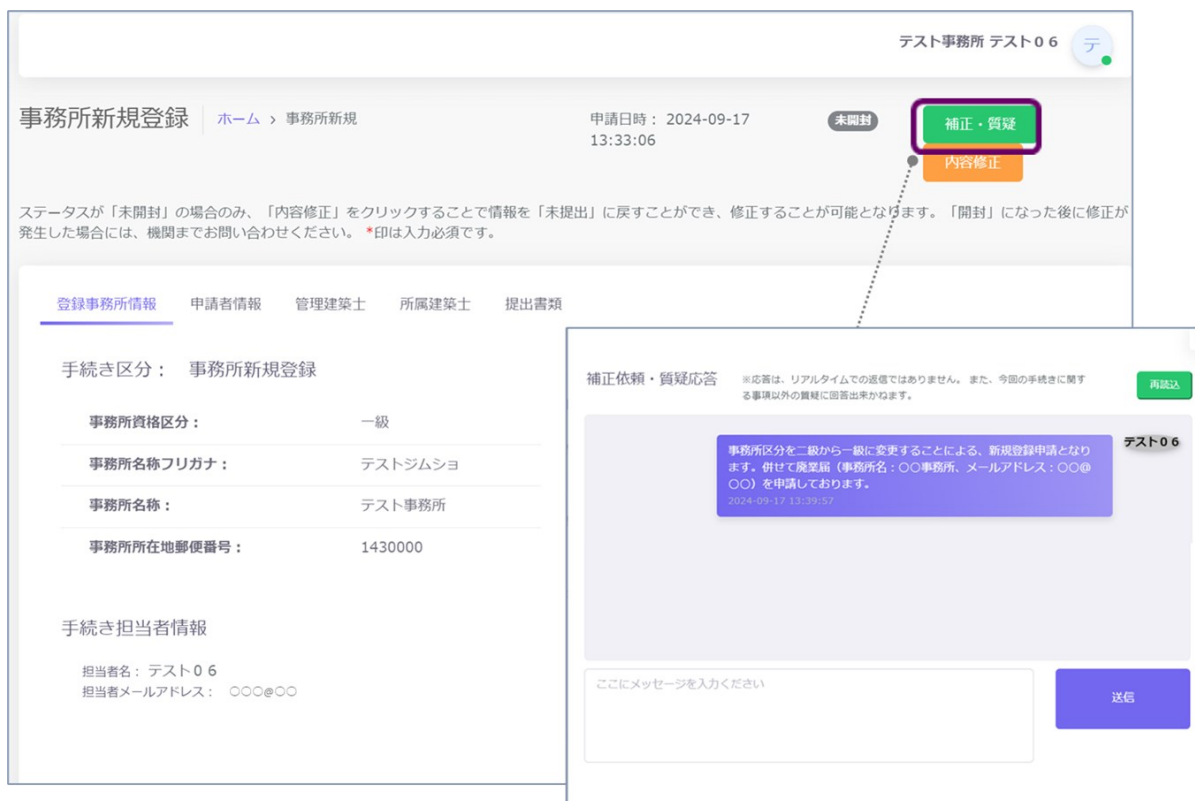 テスト事務所 テスト０６
テ
事務所新規登録
ホーム › 事務所新規
申請日時： 2024-09-17
13:33:06
未開封
補正・質疑
内容修正
ステータスが「未開封」の場合のみ、「内容修正」をクリックすることで情報を「未提出」に戻すことができ、修正することが可能となります。「開封」になった後に修正が
発生した場合には、機関までお問い合わせください。 *印は入力必須です。
登録事務所情報
申請者情報
管理建築士
所属建築士
提出書類
手続き区分： 事務所新規登録
事務所資格区分： 一級
事務所名称フリガナ： テストジムショ
事務所名称： テスト事務所
事務所所在地郵便番号： 1430000
手続き担当者情報
担当者名： テスト０６
担当者メールアドレス： 〇〇〇@〇〇
補正依頼・質疑応答
※応答は、リアルタイムでの返信ではありません。 また、今回の手続きに関す
る事項以外の質疑に回答出来かねます。
再読込
テスト０６
事務所区分を二級から一級に変更することによる、新規登録申請となり
ます。併せて廃業届（事務所名：〇〇事務所、メールアドレス：〇〇@
〇〇）を申請しております。
2024-09-17 13:39:57
ここにメッセージを入力ください
送信